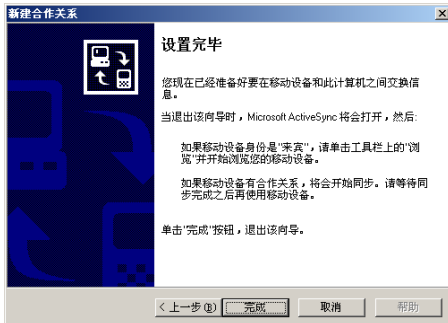 新建合作关系
设置完毕
您现在已经准备好要在移动设备和此计算机之间交换信
息。
当退出该向导时，Microsoft ActiveSync 将会打开，然后:
如果移动设备身份是"来宾"，请单击工具栏上的"浏
览"并开始浏览您的移动设备。
如果移动设备有合作关系，将会开始同步。请等待同
步完成之后再使用移动设备。
单击"完成"按钮，退出该向导。
< 上一步(B) 完成 取消 帮助